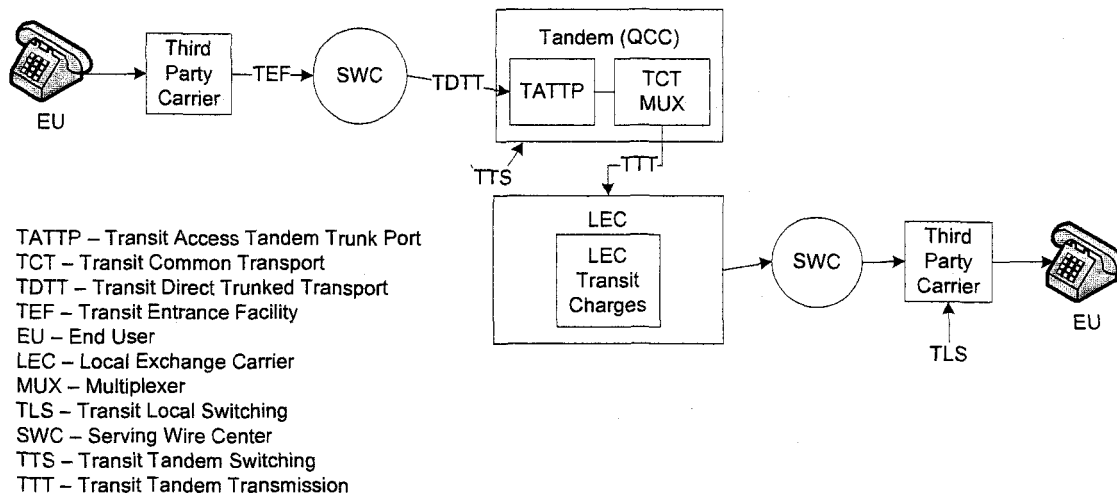 Third
Party
Carrier
EU
TEF
SWC
TDTT
Tandem (QCC)
TATTP
TCT
MUX
TTS
TTT
LEC
LEC
Transit
Charges
SWC
Third
Party
Carrier
EU
TLS
TATTP – Transit Access Tandem Trunk Port
TCT – Transit Common Transport
TDTT – Transit Direct Trunked Transport
TEF – Transit Entrance Facility
EU – End User
LEC – Local Exchange Carrier
MUX – Multiplexer
TLS – Transit Local Switching
SWC – Serving Wire Center
TTS – Transit Tandem Switching
TTT – Transit Tandem Transmission